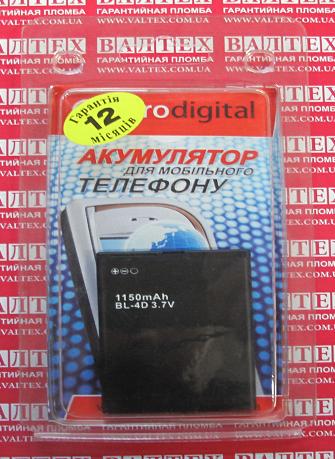 ВАЛТЕХ ВАЛТЕХ
ГАРАНТИЙНАЯ ПЛОМБА
WWW.VALTEX.COM.UA
rodigital
Гарантія
12
місяців
АКУМУЛЯТОР
ДЛЯ МОБІЛЬНОГО
ТЕЛЕФОНУ
1150mAh
BL-4D 3.7V